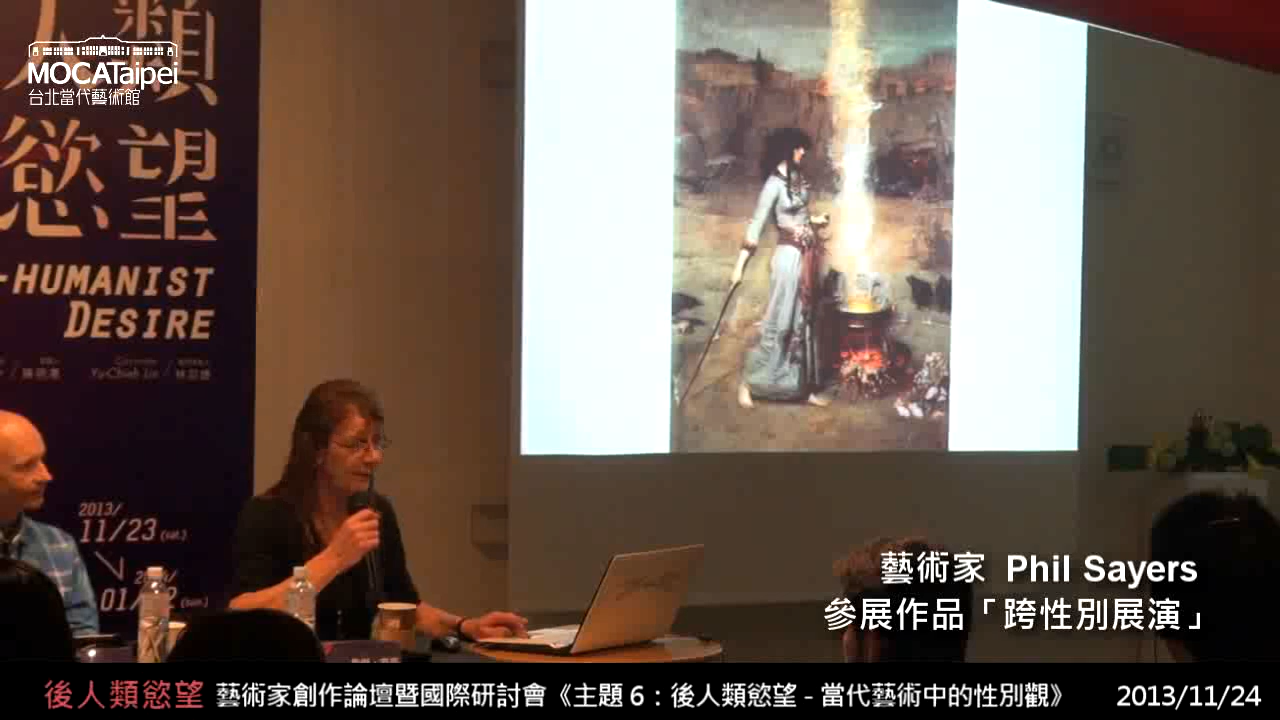 MOCATaipei
台北當代藝術館
人類
慾望
-HUMANIST
DESIRE
2013/
11/23 (sat.)
藝術家 Phil Sayers
參展作品「跨性別展演」
後人類慾望 藝術家創作論壇暨國際研討會《主題 6：後人類慾望 - 當代藝術中的性別觀》 2013/11/24